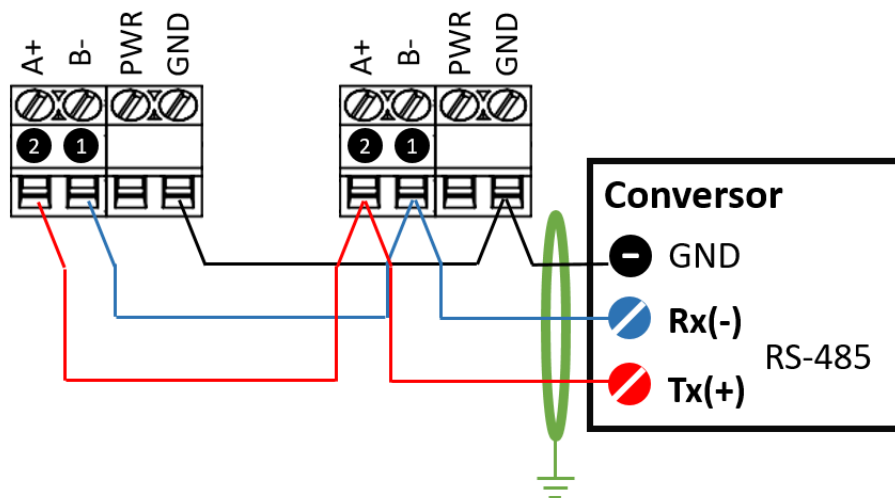 A+ B- PWR GND
A+ B- PWR GND
2 1
2 1
Conversor
GND
Rx(-)
RS-485
Tx(+)